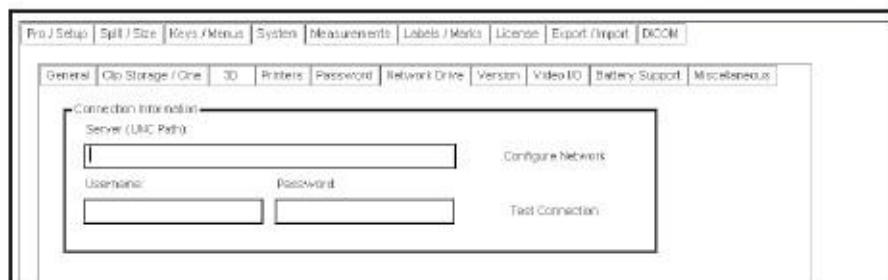 Pro / Setup Split / Size Keys / Menus System Measurements Labels / Marks License Export / Import DICOM
General Clip Storage / Cine 3D Printers Password Network Drive Version Video I/O Battery Support Miscellaneous
Connection Information
Server (UNC Path):
Configure Network
Username: Password:
Test Connection